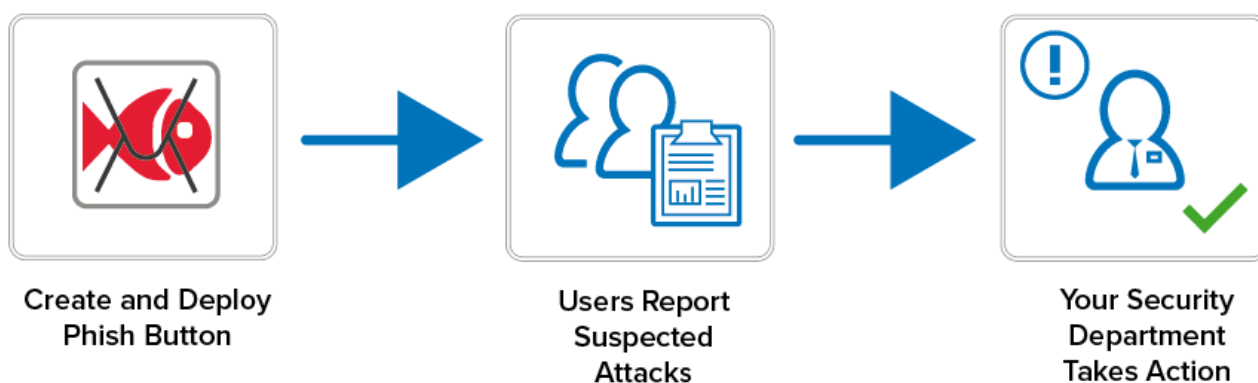 Create and Deploy
Phish Button
Users Report
Suspected
Attacks
Your Security
Department
Takes Action